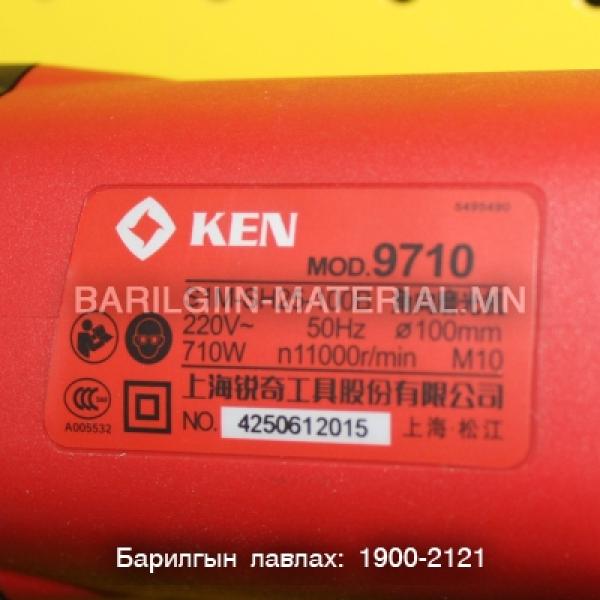 5495490
KEN
MOD.9710
BARILGIIN-MATERIAL.MN
220V~ 50Hz ø100mm
710W n11000r/min M10
上海锐奇工具股份有限公司
A005532
NO. 4250612015 上海·松江
Барилгын лавлах: 1900-2121